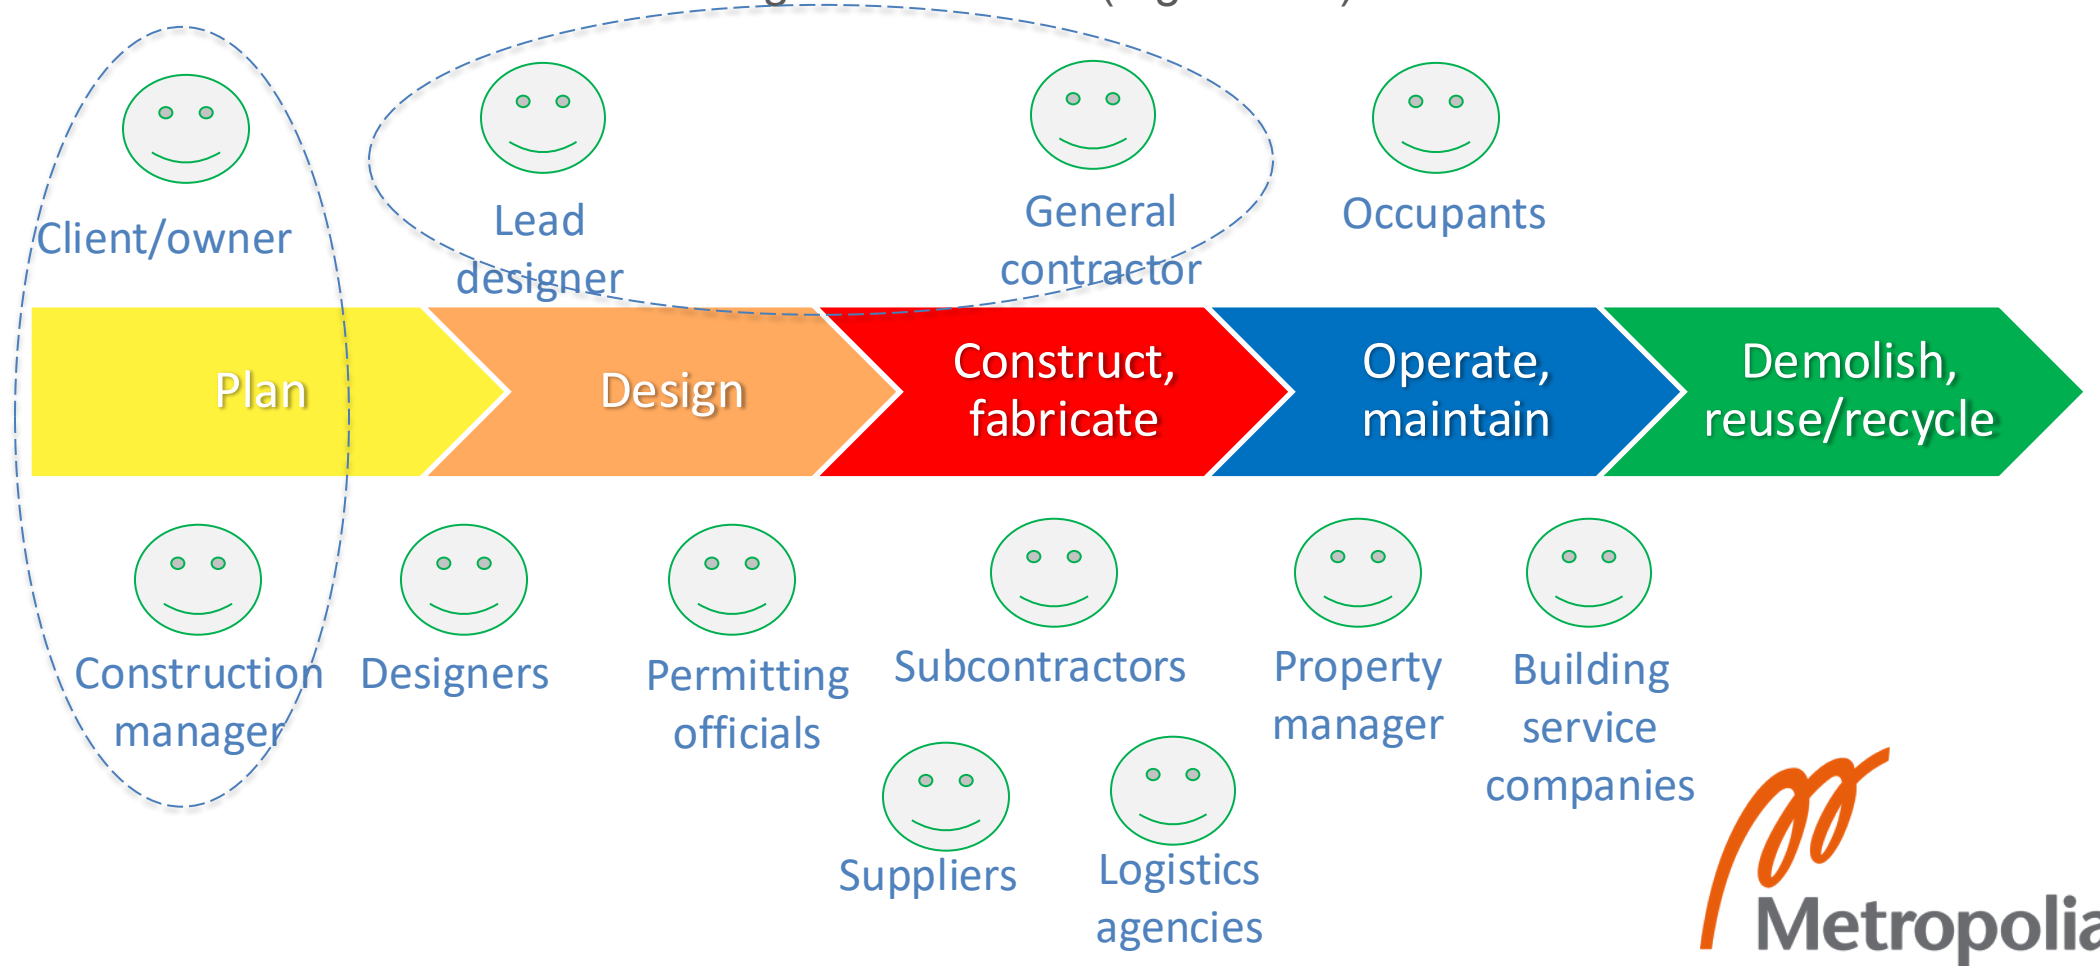 Client/owner
Lead
designer
General
contractor
Occupants
Plan
Design
Construct,
fabricate
Operate,
maintain
Demolish,
reuse/recycle
Construction
manager
Designers
Permitting
officials
Subcontractors
Property
manager
Building
service
companies
Suppliers
Logistics
agencies
Metropolia